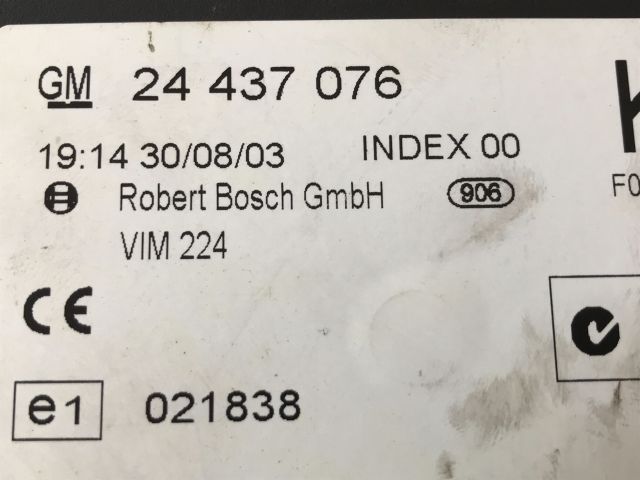 GM 24 437 076
19:14 30/08/03 INDEX 00
Robert Bosch GmbH 906
F0
VIM 224
CE
e1 021838